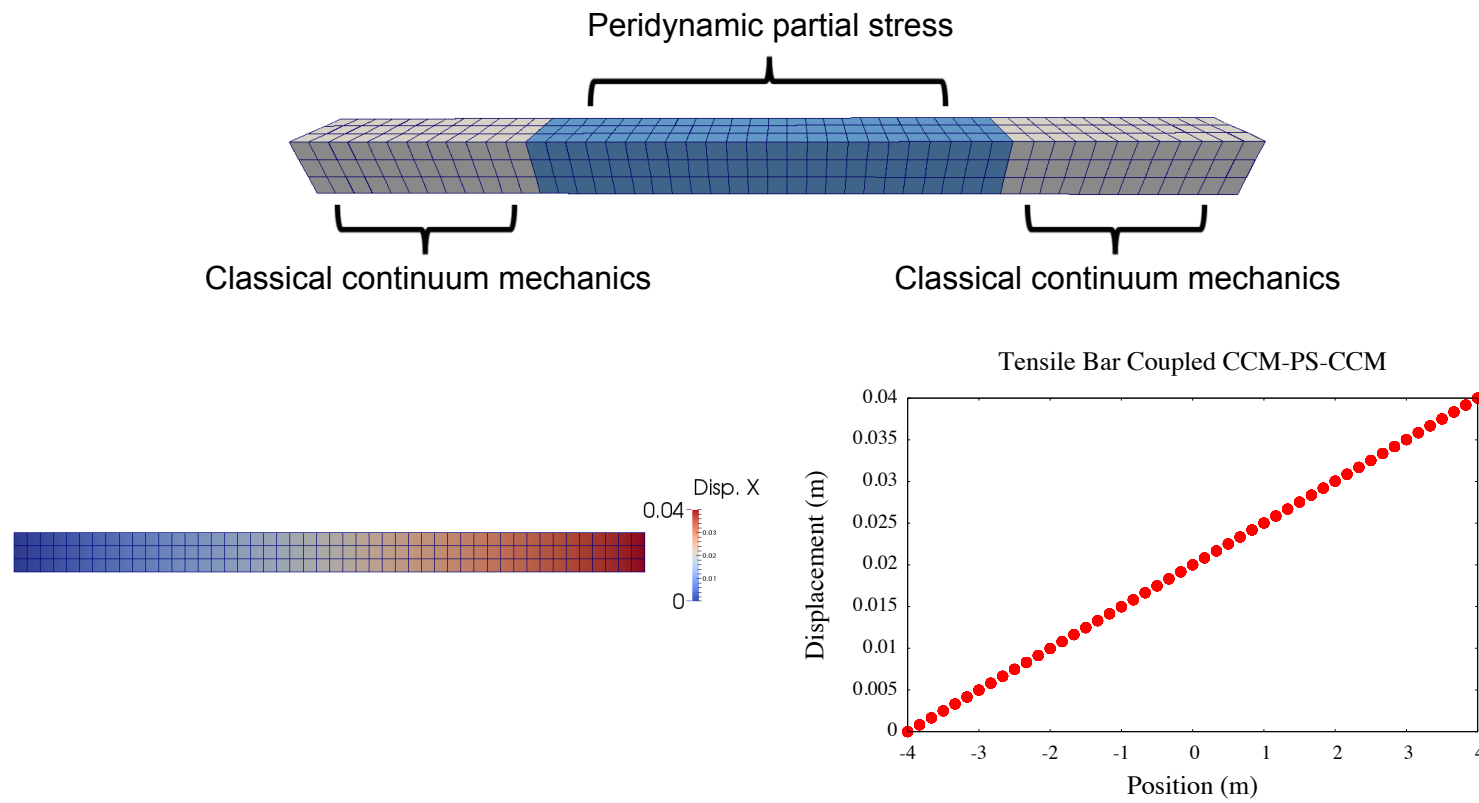 Peridynamic partial stress
Classical continuum mechanics
Classical continuum mechanics
Disp. X
0.04
0.03
0.02
0.01
0
Tensile Bar Coupled CCM-PS-CCM
0.04
0.035
0.03
0.025
0.02
0.015
0.01
0.005
0
Displacement (m)
-4 -3 -2 -1 0 1 2 3 4
Position (m)